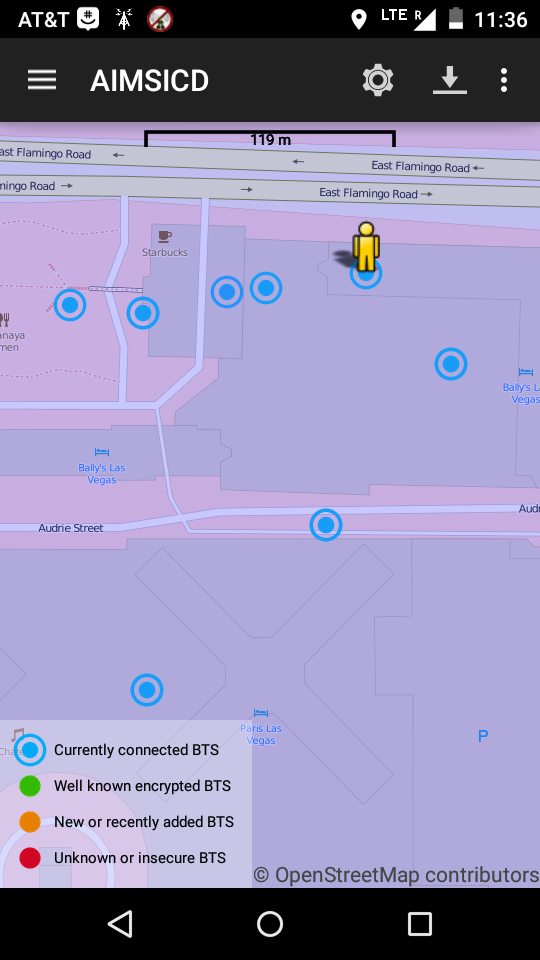 AT&T
LTE R
11:36
AIMSICD
119 m
East Flamingo Road
East Flamingo Road
mingo Road
East Flamingo Road
Starbucks
anaya
men
Bally's La
Vegas
Bally's Las
Vegas
Audrie Street
Audr
Paris Las
Vegas
P
Currently connected BTS
Well known encrypted BTS
New or recently added BTS
Unknown or insecure BTS
© OpenStreetMap contributors